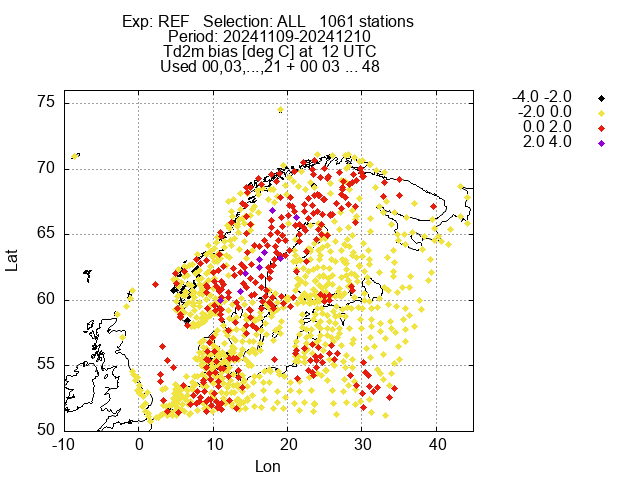 Exp: REF   Selection: ALL   1061 stations
Period: 20241109-20241210
Td2m bias [deg C] at  12 UTC
Used 00,03,...,21 + 00 03 ... 48
-4.0 -2.0
-2.0 0.0
0.0 2.0
2.0 4.0
75
70
65
60
55
50
Lat
-10 0 10 20 30 40
Lon